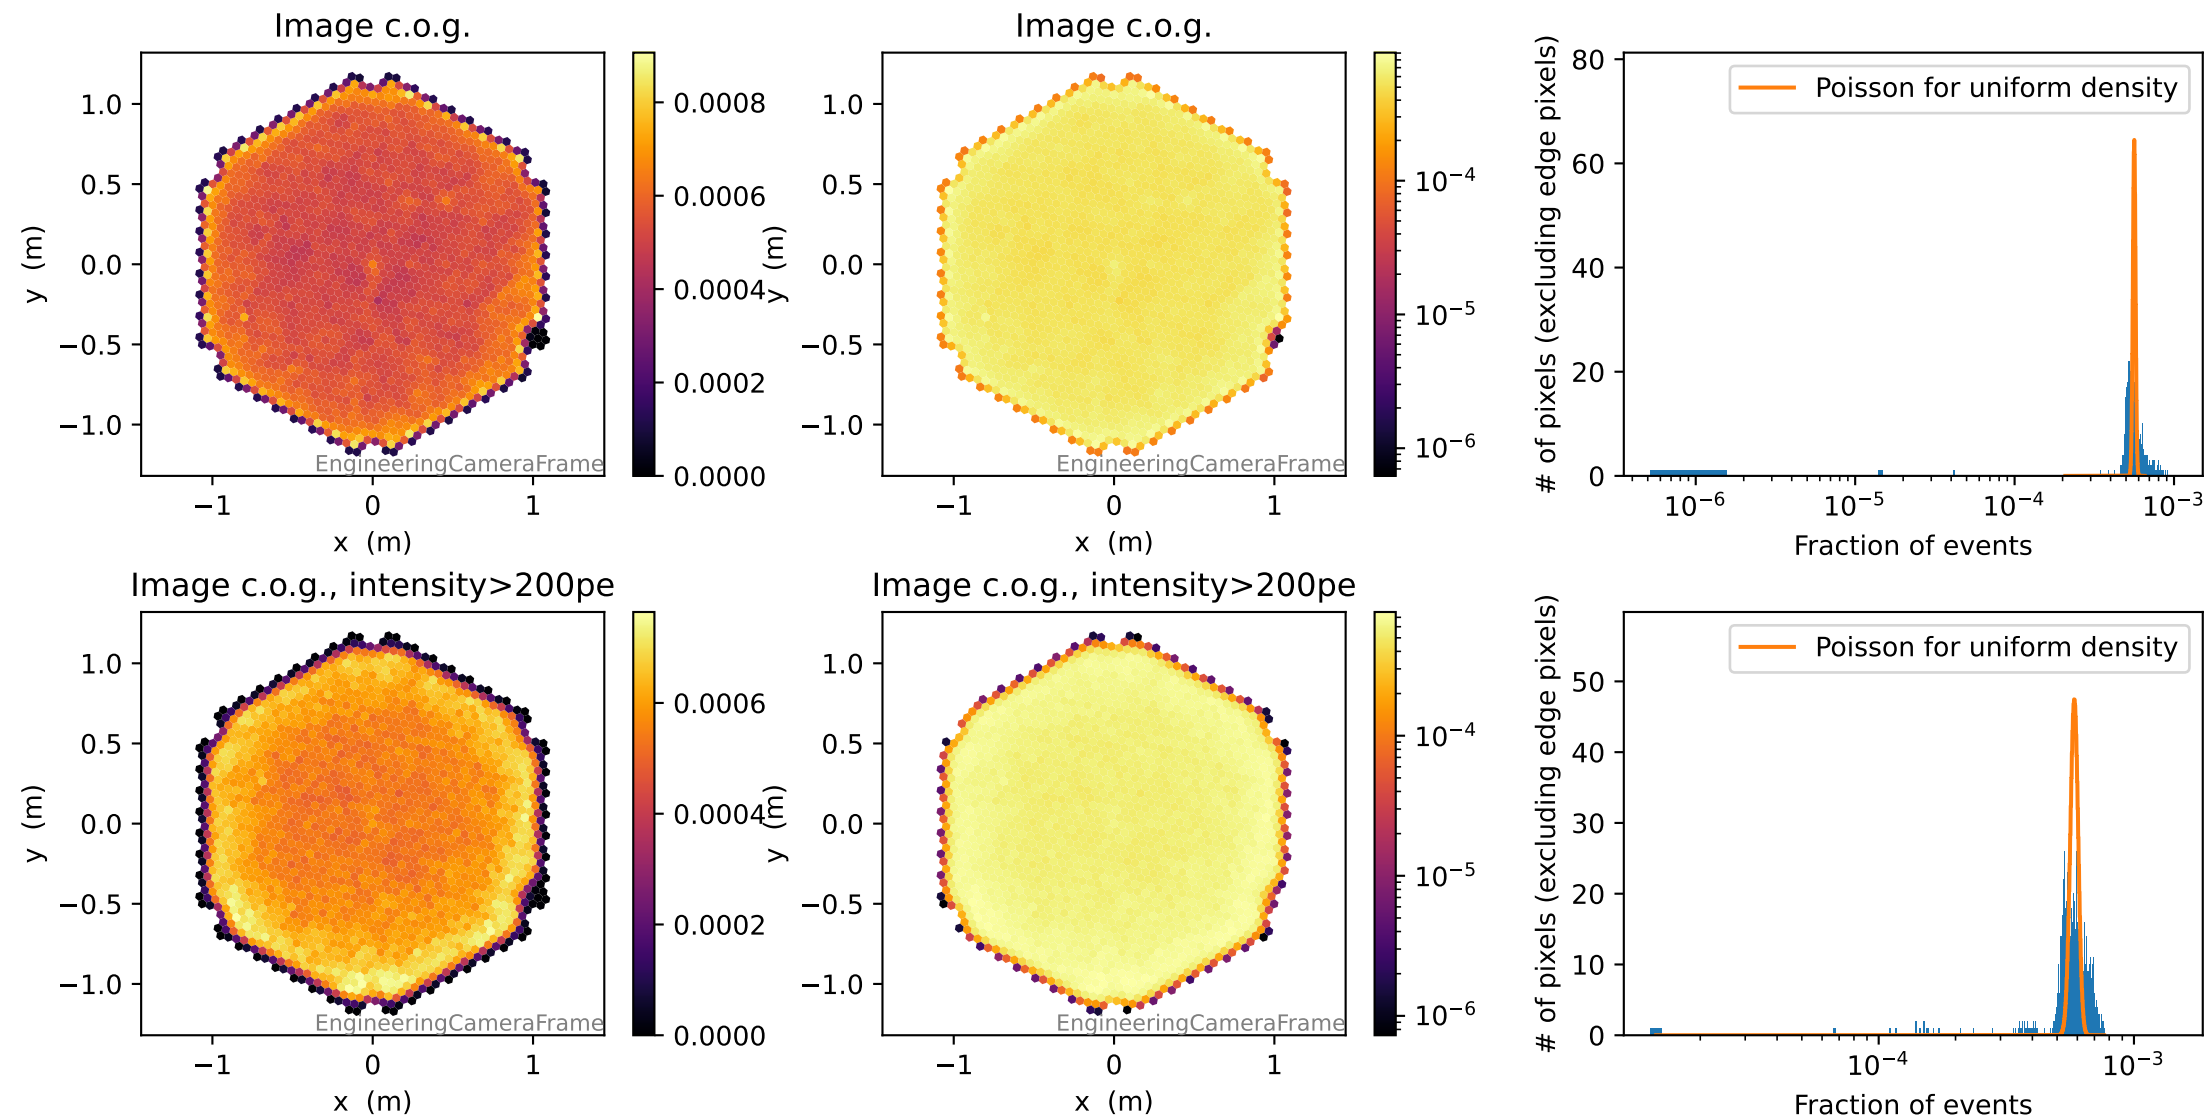 Image c.o.g.
1.0
0.5
0.0
−0.5
−1.0
y (m)
−1
0
1
x (m)
EngineeringCameraFrame
0.0008
0.0006
0.0004
0.0002
0.0000
Image c.o.g.
1.0
0.5
0.0
−0.5
−1.0
y (m)
−1
0
1
x (m)
EngineeringCameraFrame
10⁻⁴
10⁻⁵
10⁻⁶
Poisson for uniform density
80
60
40
20
0
# of pixels (excluding edge pixels)
10⁻⁶
10⁻⁵
10⁻⁴
10⁻³
Fraction of events
Image c.o.g., intensity>200pe
1.0
0.5
0.0
−0.5
−1.0
y (m)
−1
0
1
x (m)
EngineeringCameraFrame
0.0006
0.0004
0.0002
0.0000
Image c.o.g., intensity>200pe
1.0
0.5
0.0
−0.5
−1.0
y (m)
−1
0
1
x (m)
EngineeringCameraFrame
10⁻⁴
10⁻⁵
10⁻⁶
Poisson for uniform density
50
40
30
20
10
0
# of pixels (excluding edge pixels)
10⁻⁴
10⁻³
Fraction of events